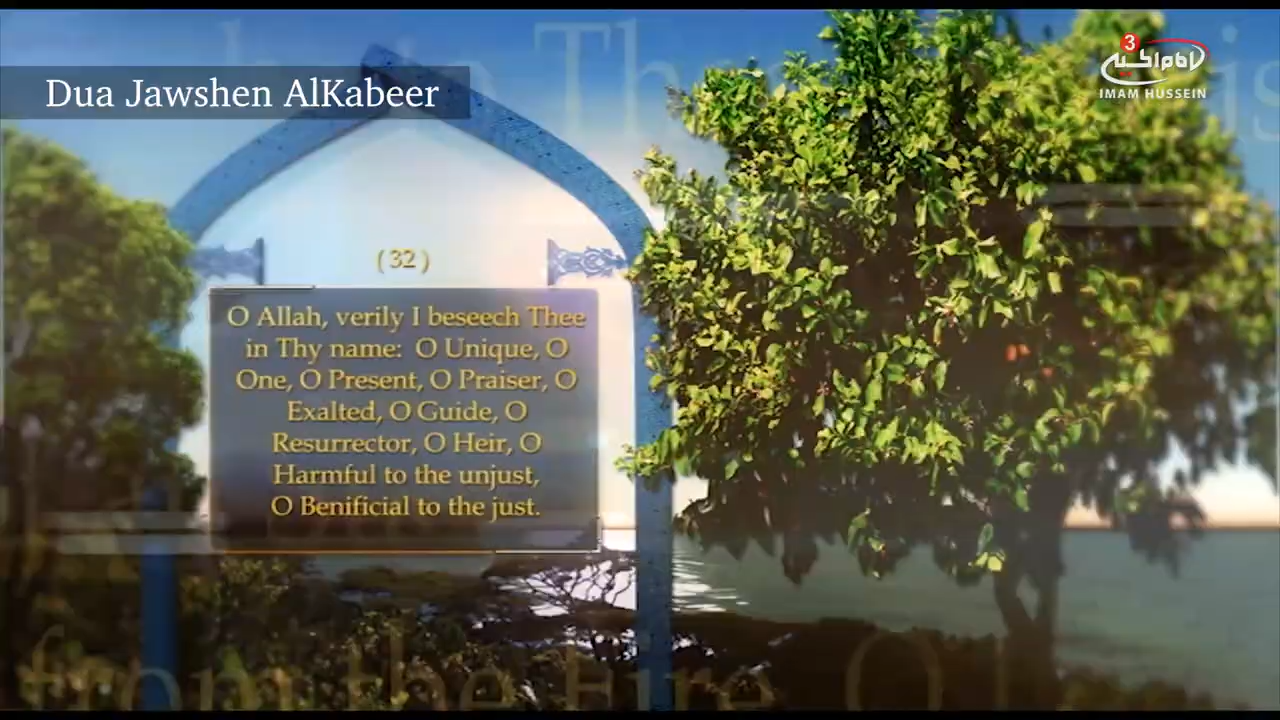 Dua Jawshen AlKabeer
3
IMAM HUSSEIN
( 32 )
O Allah, verily I beseech Thee
in Thy name: O Unique, O
One, O Present, O Praiser, O
Exalted, O Guide, O
Resurrector, O Heir, O
Harmful to the unjust,
O Benificial to the just.
from the Fire O